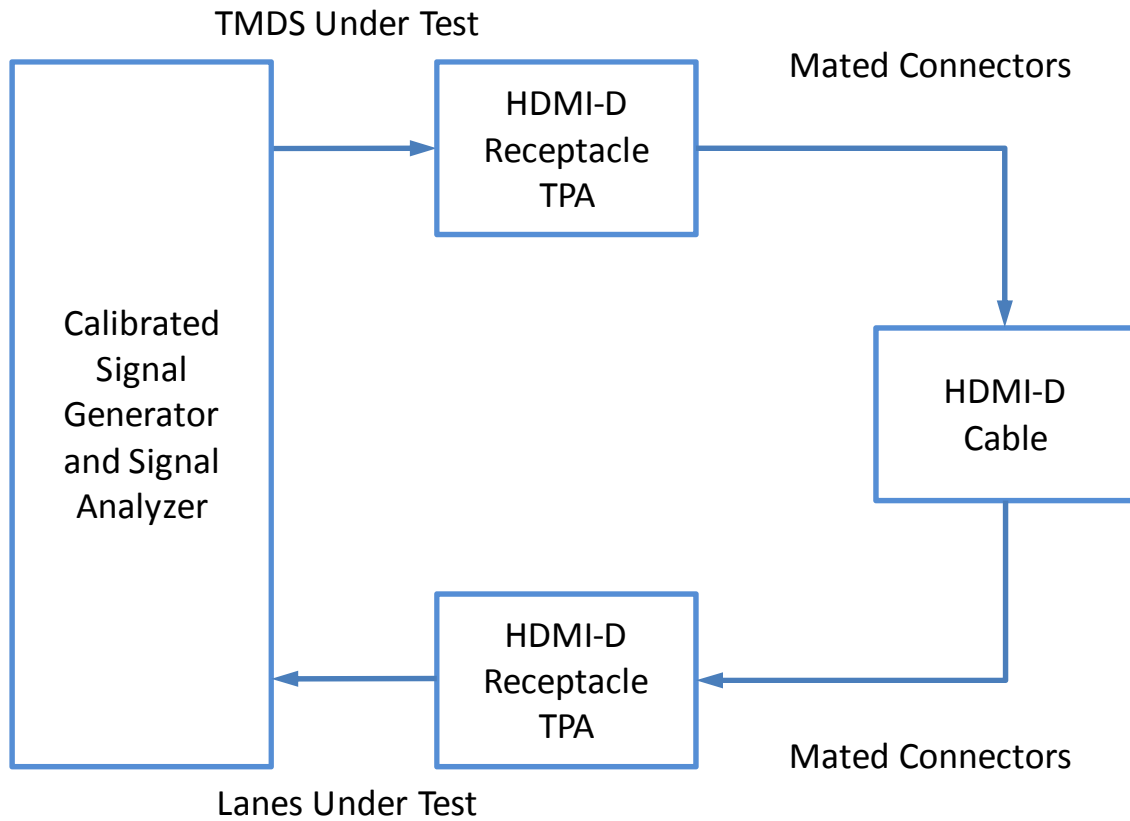 TMDS Under Test
Mated Connectors
HDMI-D
Receptacle
TPA
Calibrated
Signal
Generator
and Signal
Analyzer
HDMI-D
Cable
HDMI-D
Receptacle
TPA
Mated Connectors
Lanes Under Test